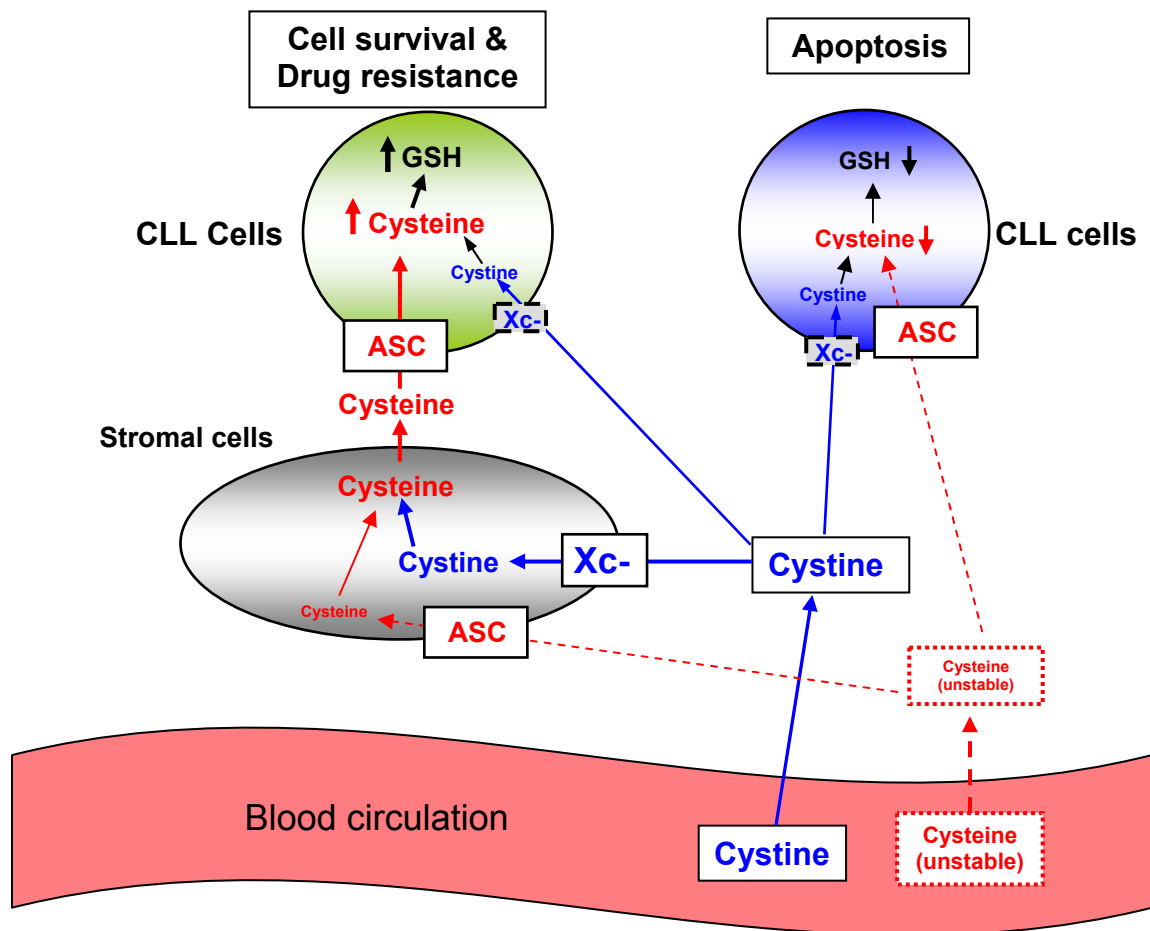 Cell survival &
Drug resistance
Apoptosis
GSH
Cysteine
CLL Cells
Cystine
Xc-
ASC
Cysteine
GSH
Cysteine
CLL cells
Cystine
ASC
Xc-
Stromal cells
Cysteine
Cystine
Xc-
Cystine
Cysteine
ASC
Cysteine
(unstable)
Blood circulation
Cystine
Cysteine
(unstable)